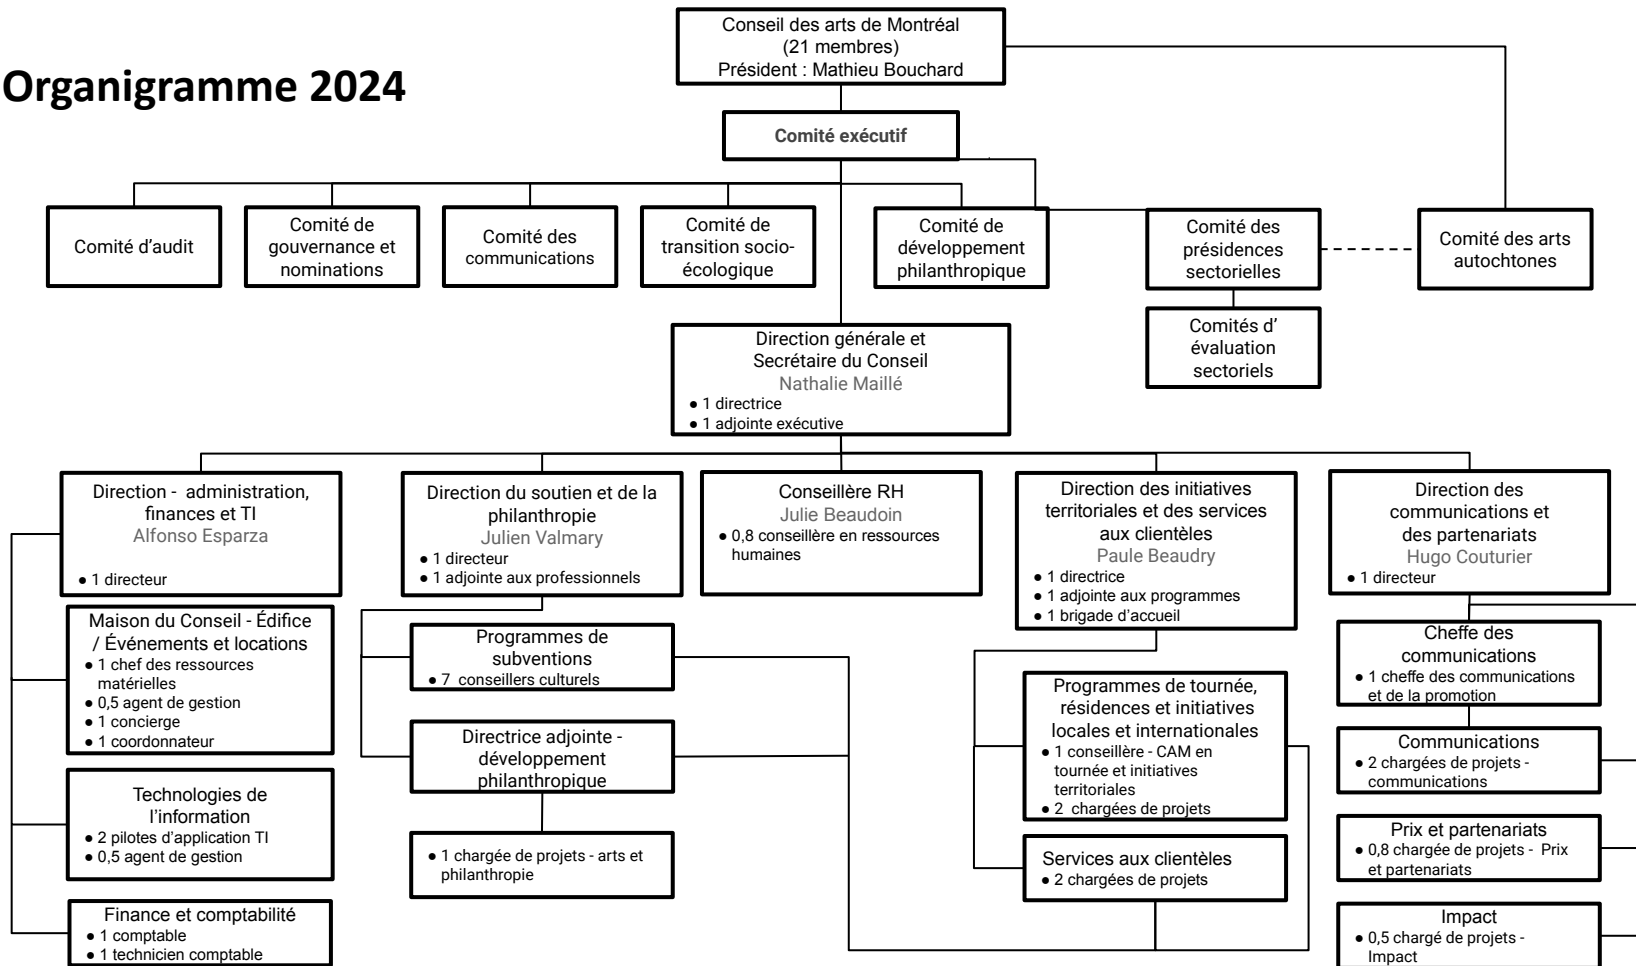 Organigramme 2024
Conseil des arts de Montréal
(21 membres)
Président : Mathieu Bouchard
Comité exécutif
Comité d'audit
Comité de
gouvernance et
nominations
Comité des
communications
Comité de
transition socio-
écologique
Comité de
développement
philanthropique
Comité des
présidences
sectorielles
Comité des arts
autochtones
Comités d'
évaluation
sectoriels
Direction générale et
Secrétaire du Conseil
Nathalie Maillé
● 1 directrice
● 1 adjointe exécutive
Direction - administration,
finances et TI
Alfonso Esparza
● 1 directeur
Maison du Conseil - Édifice
/ Événements et locations
● 1 chef des ressources
matérielles
● 0,5 agent de gestion
● 1 concierge
● 1 coordonnateur
Technologies de
l'information
● 2 pilotes d'application TI
● 0,5 agent de gestion
Finance et comptabilité
● 1 comptable
● 1 technicien comptable
Direction du soutien et de la
philanthropie
Julien Valmary
● 1 directeur
● 1 adjointe aux professionnels
Programmes de
subventions
● 7 conseillers culturels
Directrice adjointe -
développement
philanthropique
● 1 chargée de projets - arts et
philanthropie
Conseillère RH
Julie Beaudoin
● 0,8 conseillère en ressources
humaines
Direction des initiatives
territoriales et des services
aux clientèles
Paule Beaudry
● 1 directrice
● 1 adjointe aux programmes
● 1 brigade d'accueil
Programmes de tournée,
résidences et initiatives
locales et internationales
● 1 conseillère - CAM en
tournée et initiatives
territoriales
● 2 chargées de projets
Services aux clientèles
● 2 chargées de projets
Direction des
communications et
des partenariats
Hugo Couturier
● 1 directeur
Cheffe des
communications
● 1 cheffe des communications
et de la promotion
Communications
● 2 chargées de projets -
communications
Prix et partenariats
● 0,8 chargée de projets - Prix
et partenariats
Impact
● 0,5 chargé de projets -
Impact